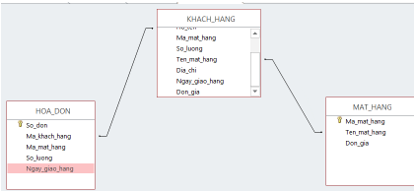 KHACH_HANG
Ma_mat_hang
So_luong
Ten_mat_hang
Dia_chi
Ngay_giao_hang
Don_gia
HOA_DON
So_don
Ma_khach_hang
Ma_mat_hang
So_luong
Ngay_giao_hang
MAT_HANG
Ma_mat_hang
Ten_mat_hang
Don_gia